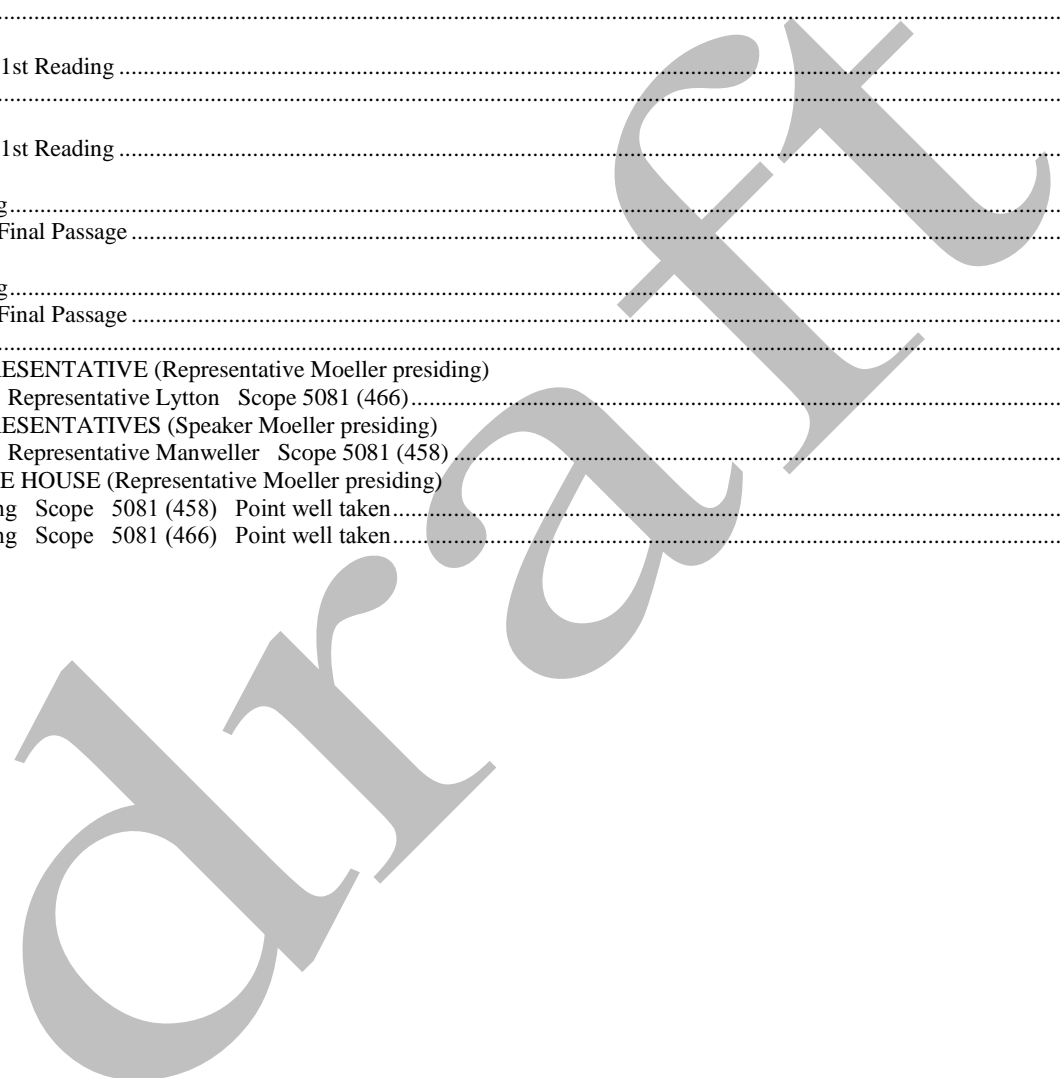 ....................
1st Reading ....................
....................
1st Reading ....................
g....................
Final Passage ....................
g....................
Final Passage ....................
....................
RESENTATIVE (Representative Moeller presiding)
Representative Lytton Scope 5081 (466)....................
RESENTATIVES (Speaker Moeller presiding)
Representative Manweller Scope 5081 (458)....................
E HOUSE (Representative Moeller presiding)
ng Scope 5081 (458) Point well taken....................
ng Scope 5081 (466) Point well taken....................
draft